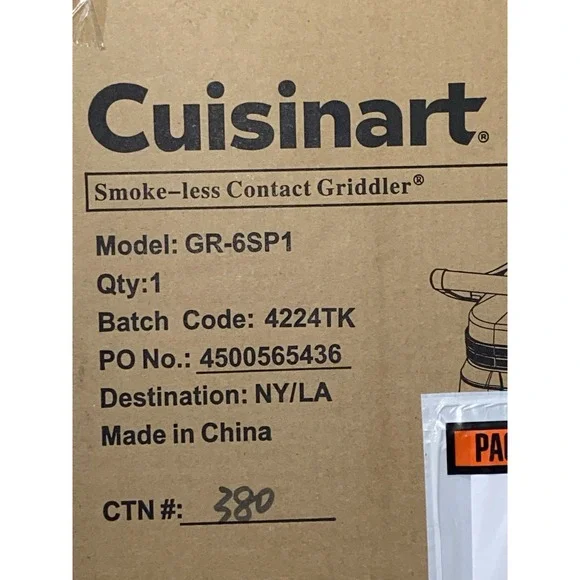 Cuisinart®
Smoke-less Contact Griddler®
Model: GR-6SP1
Qty:1
Batch Code: 4224TK
PO No.: 4500565436
Destination: NY/LA
Made in China
PAC
CTN #: 380